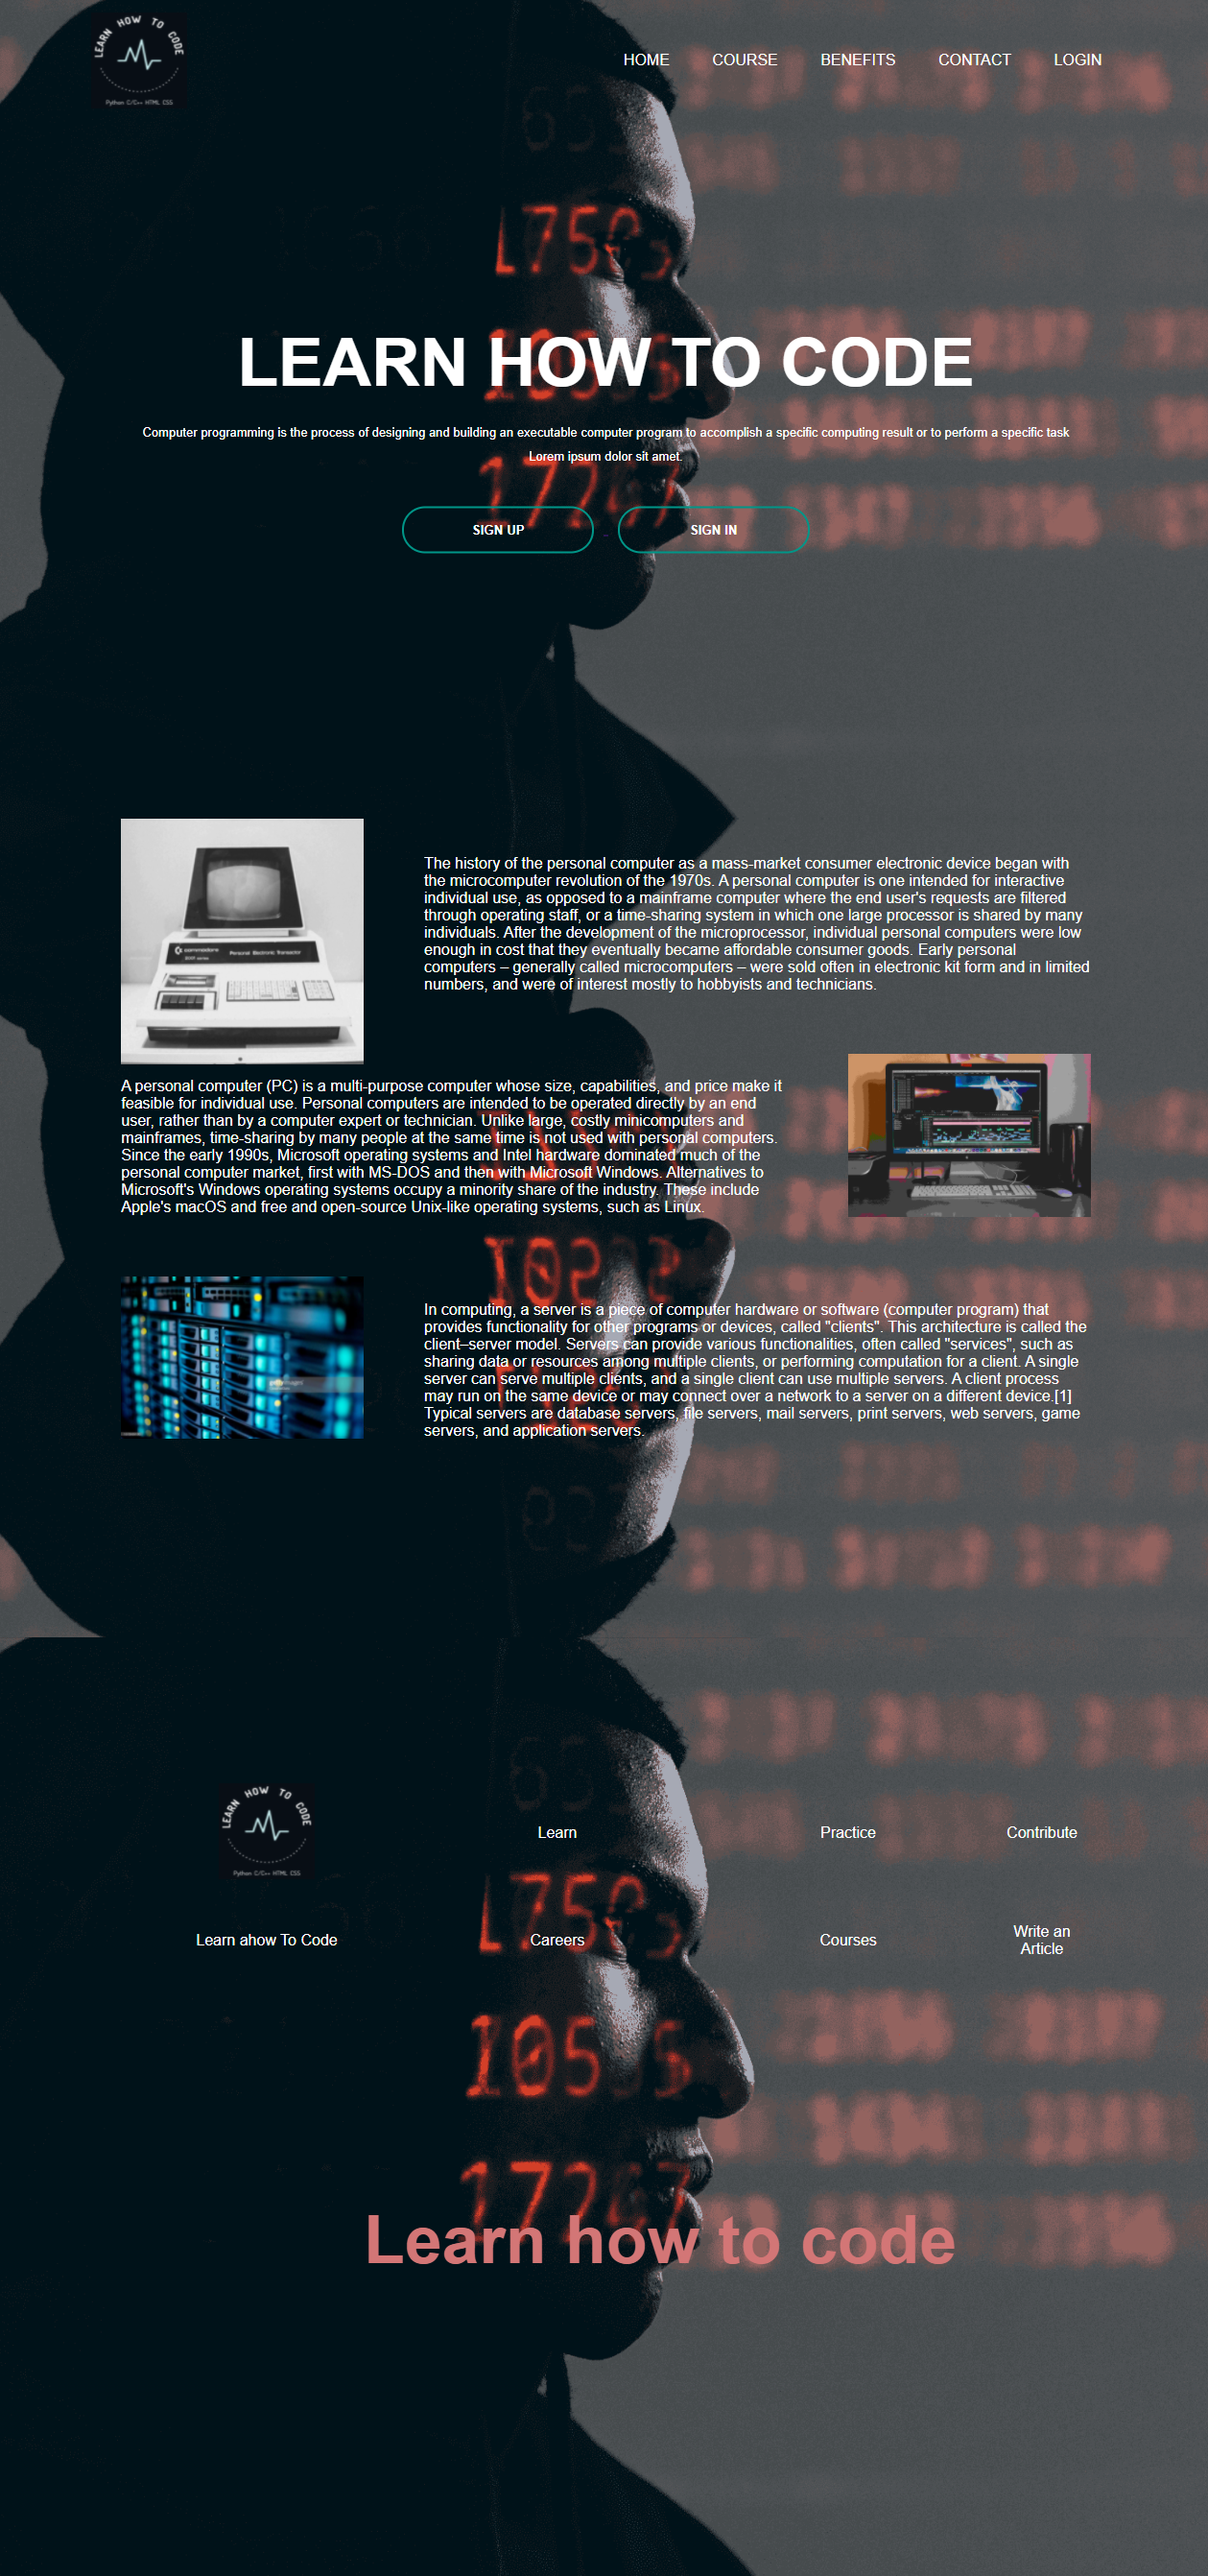 LEARN HOW TO CODE
Python C/C++ HTML CSS
HOME COURSE BENEFITS CONTACT LOGIN
L750
LEARN HOW TO CODE
Computer programming is the process of designing and building an executable computer program to accomplish a specific computing result or to perform a specific task
Lorem ipsum dolor sit amet.
SIGN UP SIGN IN
commodore
Personal Electronic Transactor
The history of the personal computer as a mass-market consumer electronic device began with
the microcomputer revolution of the 1970s. A personal computer is one intended for interactive
individual use, as opposed to a mainframe computer where the end user's requests are filtered
through operating staff, or a time-sharing system in which one large processor is shared by many
individuals. After the development of the microprocessor, individual personal computers were low
enough in cost that they eventually became affordable consumer goods. Early personal
computers – generally called microcomputers – were sold often in electronic kit form and in limited
numbers, and were of interest mostly to hobbyists and technicians.
A personal computer (PC) is a multi-purpose computer whose size, capabilities, and price make it
feasible for individual use. Personal computers are intended to be operated directly by an end
user, rather than by a computer expert or technician. Unlike large, costly minicomputers and
mainframes, time-sharing by many people at the same time is not used with personal computers.
Since the early 1990s, Microsoft operating systems and Intel hardware dominated much of the
personal computer market, first with MS-DOS and then with Microsoft Windows. Alternatives to
Microsoft's Windows operating systems occupy a minority share of the industry. These include
Apple's macOS and free and open-source Unix-like operating systems, such as Linux.
In computing, a server is a piece of computer hardware or software (computer program) that
provides functionality for other programs or devices, called "clients". This architecture is called the
client–server model. Servers can provide various functionalities, often called "services", such as
sharing data or resources among multiple clients, or performing computation for a client. A single
server can serve multiple clients, and a single client can use multiple servers. A client process
may run on the same device or may connect over a network to a server on a different device.[1]
Typical servers are database servers, file servers, mail servers, print servers, web servers, game
servers, and application servers.
LEARN HOW TO CODE
Python C/C++ HTML CSS
Learn Practice Contribute
Learn ahow To Code Careers Courses Write an
Article
L750
105
17267
Learn how to code